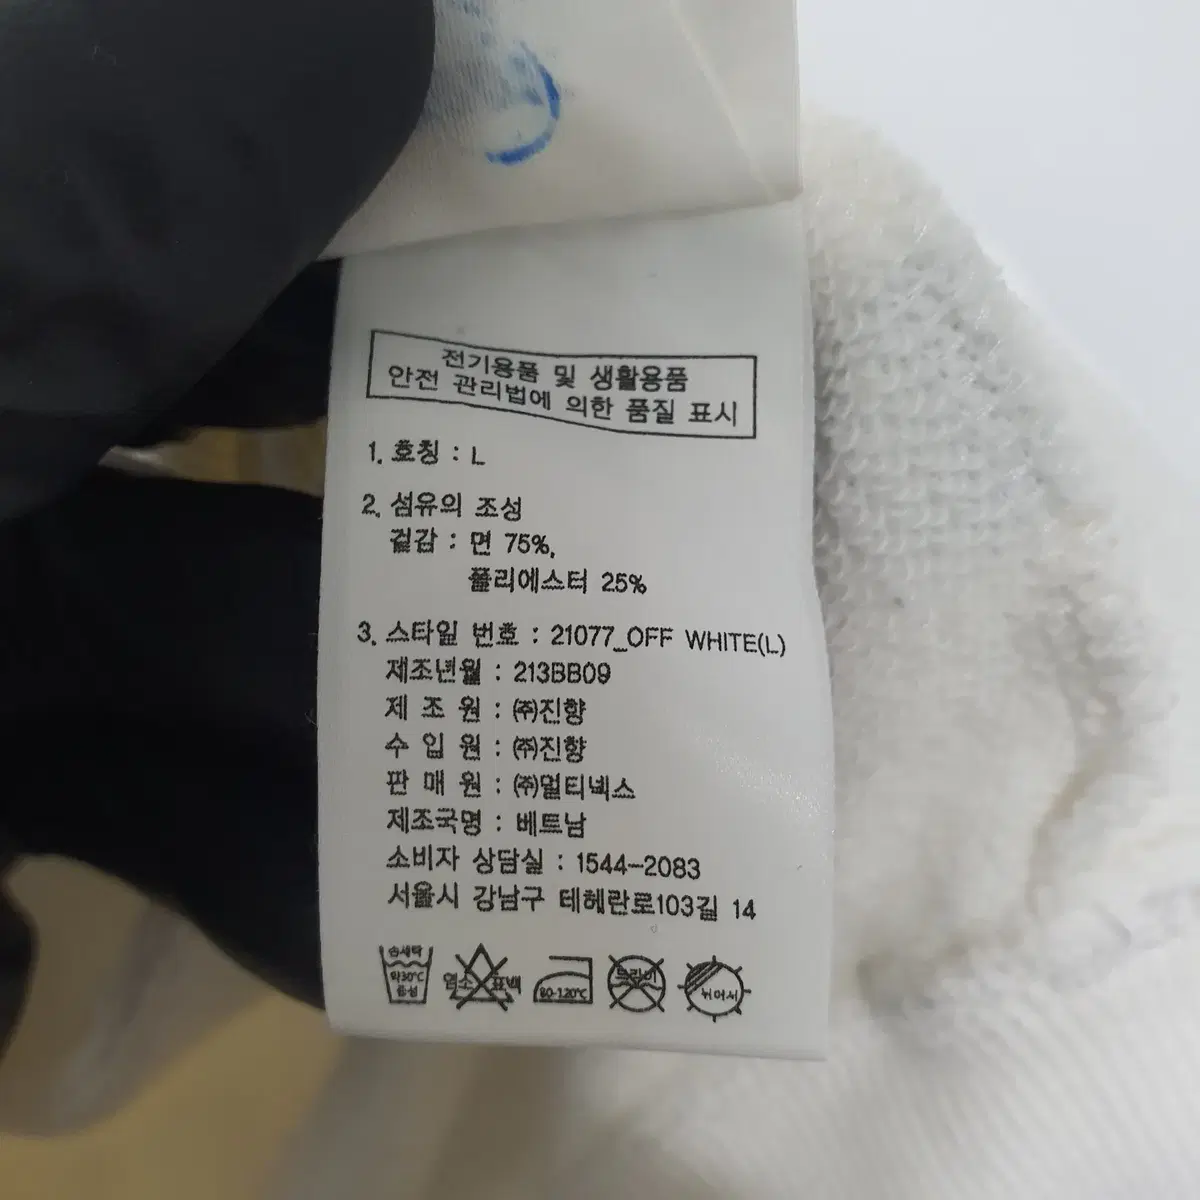 전기용품 및 생활용품
안전 관리법에 의한 품질 표시
1. 호칭 : L
2. 섬유의 조성
겉감 : 면 75%,
폴리에스터 25%
3. 스타일 번호 : 21077_OFF WHITE(L)
제조년월 : 213BB09
제 조 원 : ㈜진향
수 입 원 : ㈜진향
판 매 원 : ㈜멀티넥스
제조국명 : 베트남
소비자 상담실 : 1544-2083
서울시 강남구 테헤란로103길 14
손세탁
약30℃
중성
염소 표백
80-120℃
드라이
뉘어서